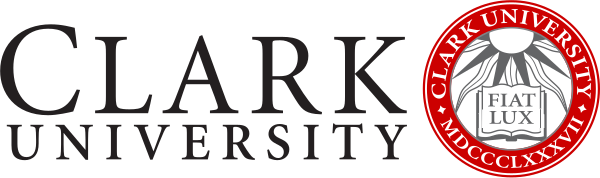 CLARK
UNIVERSITY
CLARK UNIVERSITY
FIAT
LUX
MDCCCLXXXVII